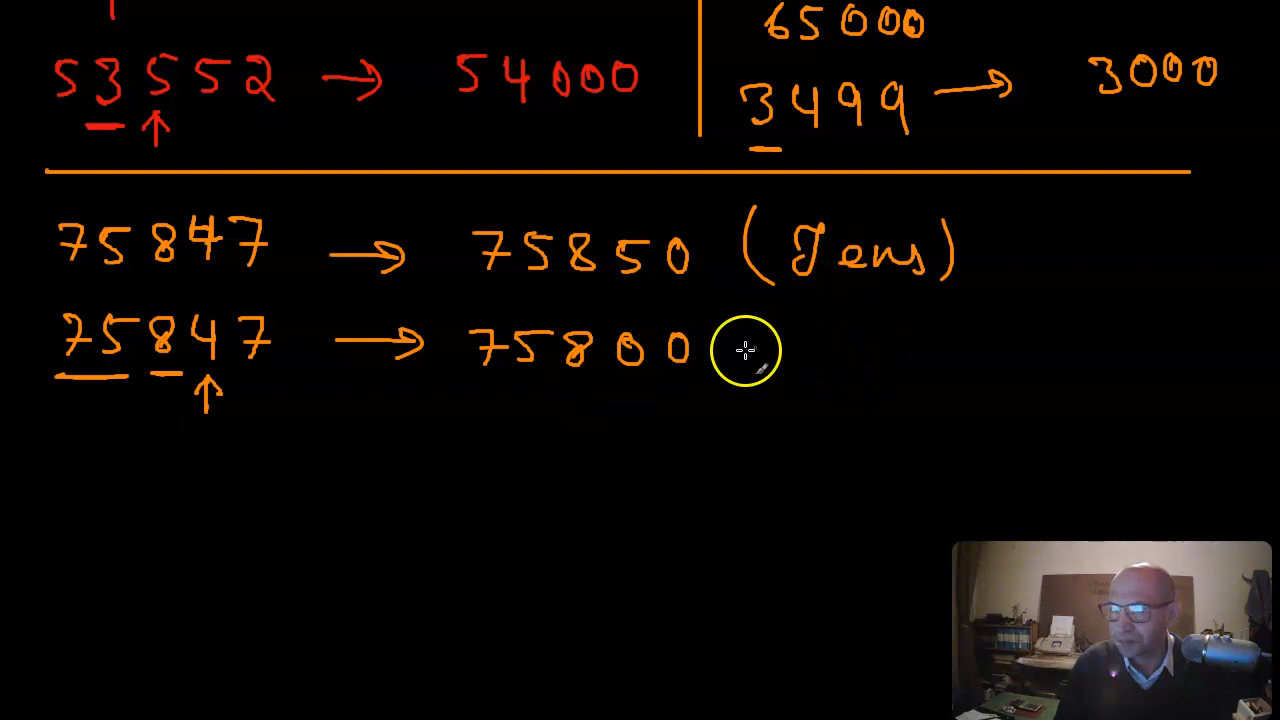 53552 → 54000
65000
3499 → 3000
75847 → 75850 (Tens)
75847 → 75800